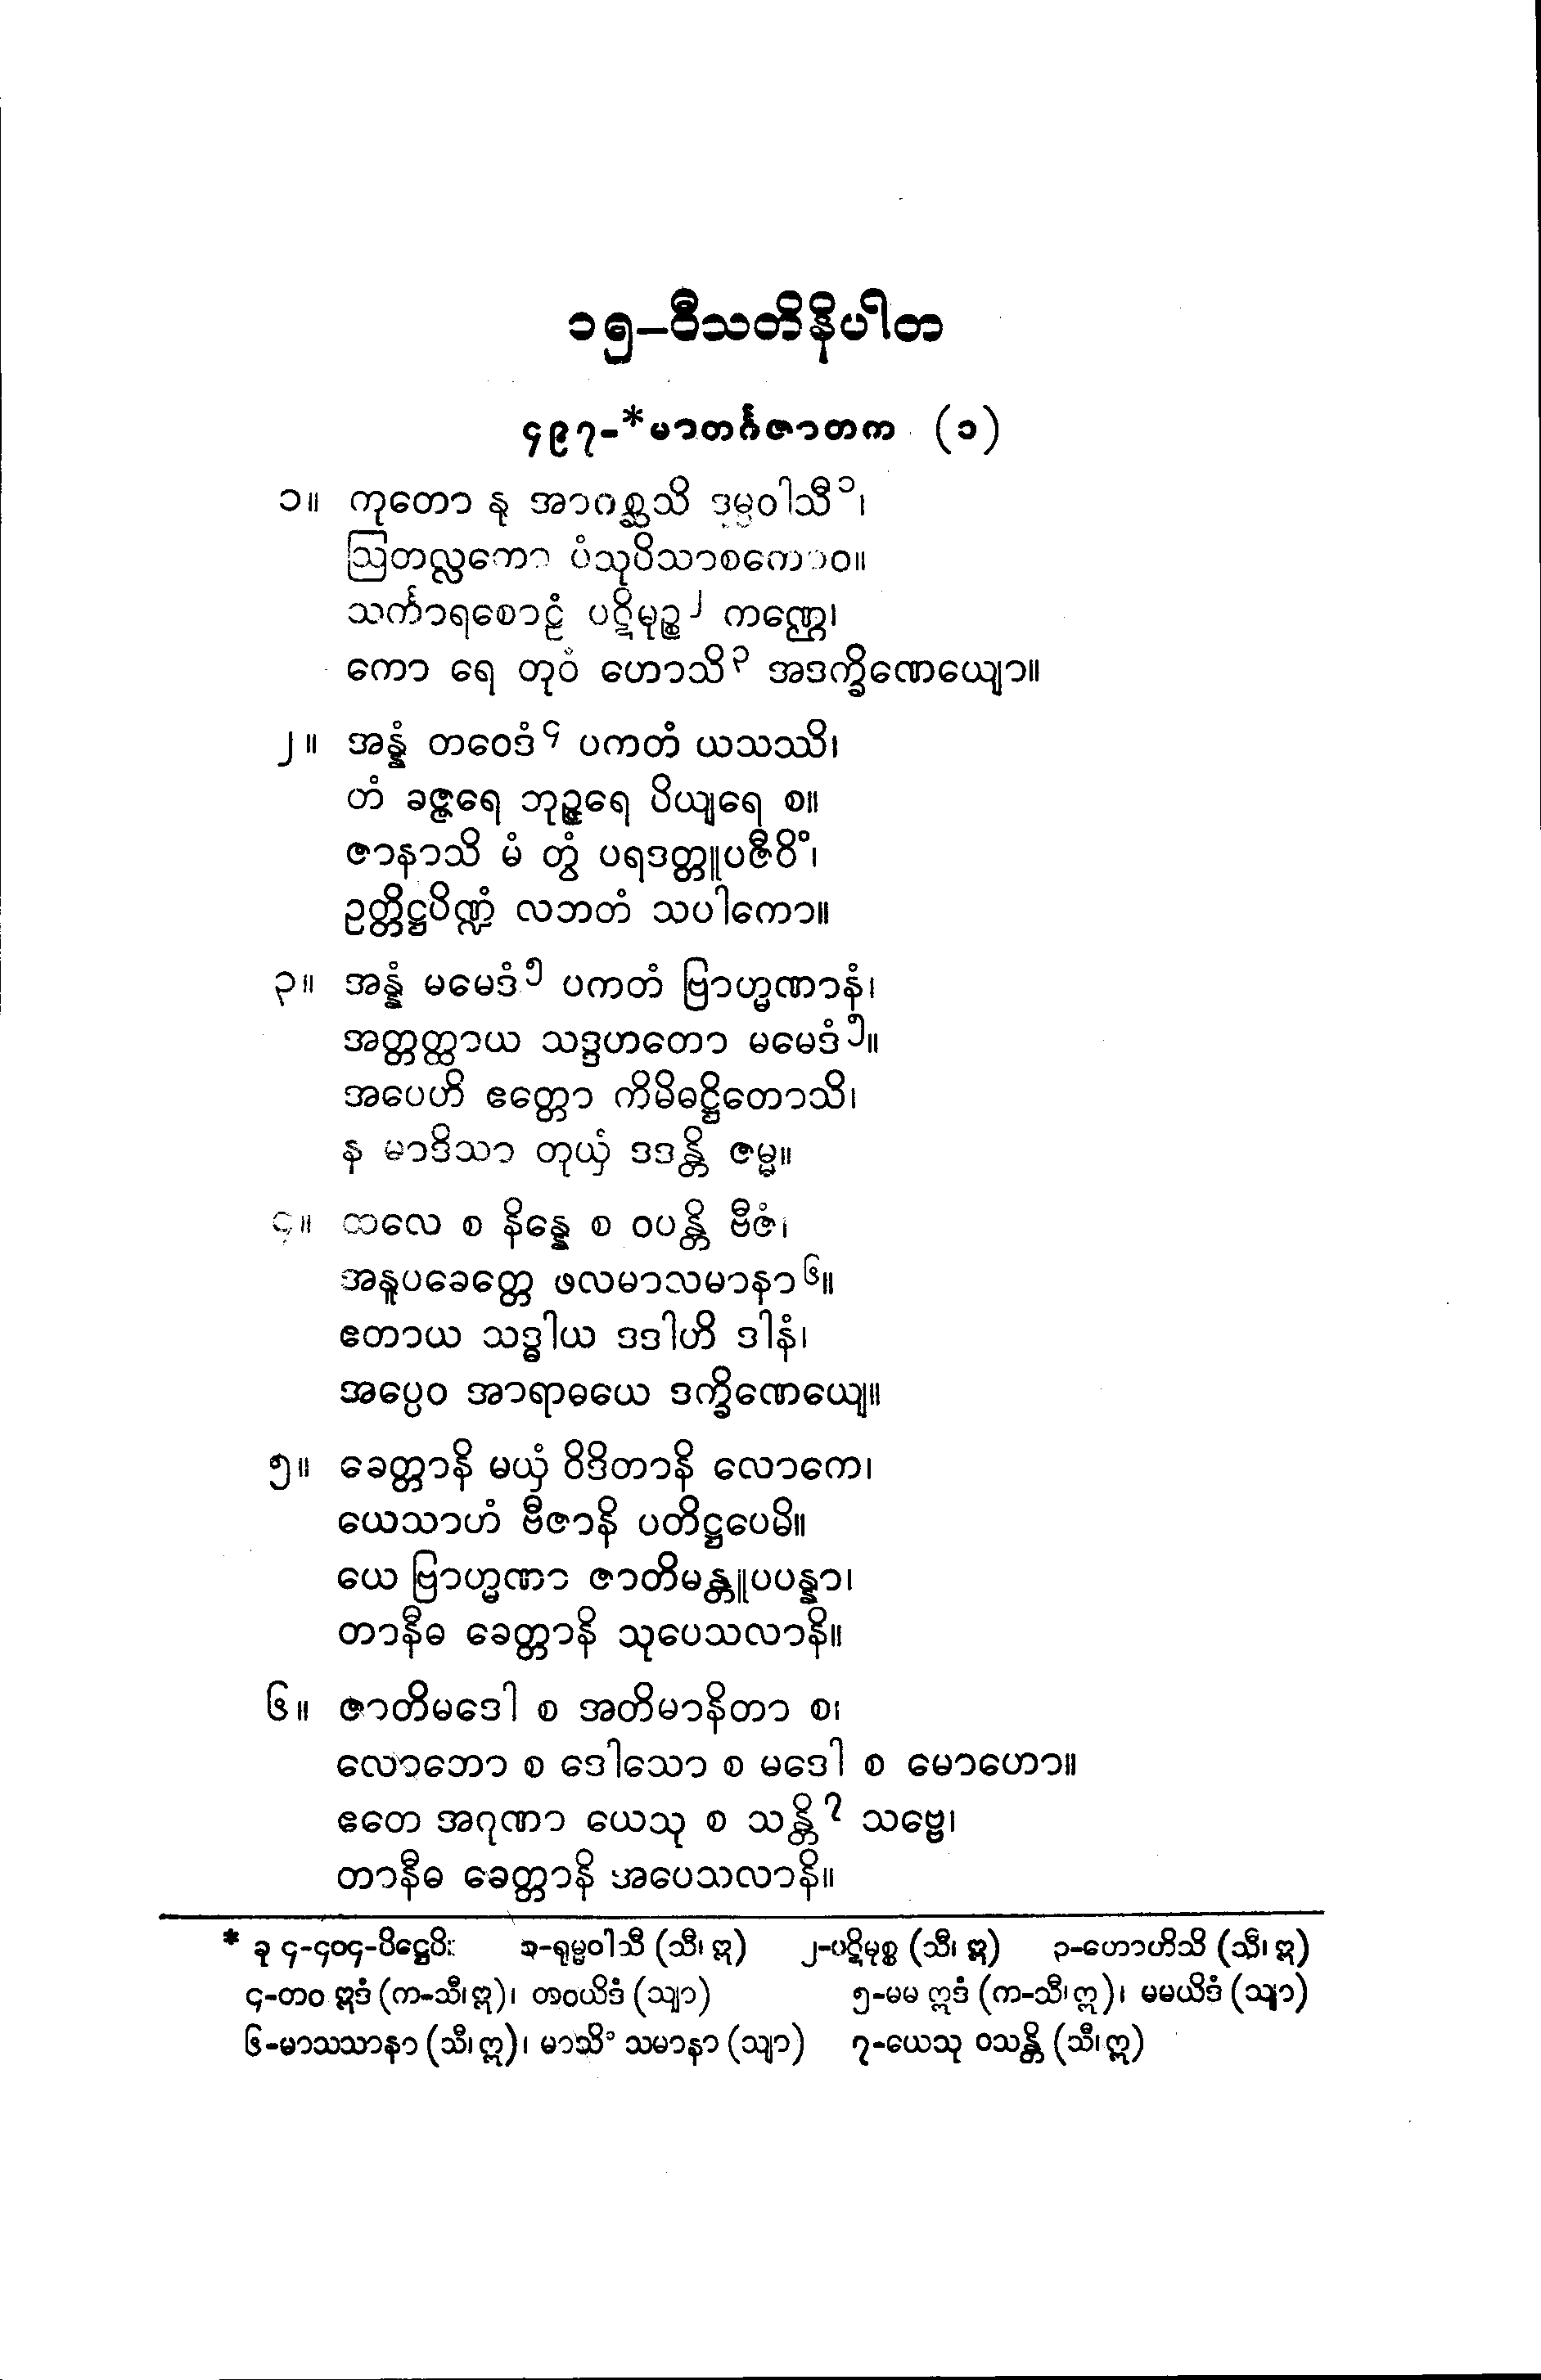 ၁၅–ဝီသတိနိပါတ
၄၉၇-*မာတင်္ဂဇာတက (၁)
၁။ ကုတော နု အာဂစ္ဆသိ ဒုမ္မဝါသီ၁၊
ဩတလ္လကော ပံသုပိသာစကောဝ။
သင်္ကာရစောဠံ ပဋိမုဉ္စ၂ ကဏ္ဌေ၊
ကော ရေ တုဝံ ဟောသိ၃ အဒက္ခိဏေယျော။
၂။ အန္နံ တဝေဒံ၄ ပကတံ ယသဿိ၊
တံ ခဇ္ဇရေ ဘုဉ္ဇရေ ပိယျရေ စ။
ဇာနာသိ မံ တွံ ပရဒတ္တူပဇီဝိံ၊
ဥတ္တိဋ္ဌပိဏ္ဍံ လဘတံ သပါကော။
၃။ အန္နံ မမေဒံ၅ ပကတံ ဗြာဟ္မဏာနံ၊
အတ္တတ္ထာယ သဒ္ဒဟတော မမေဒံ၅။
အပေဟိ ဧတ္တော ကိမိဓဋ္ဌိတောသိ၊
န မာဒိသာ တုယှံ ဒဒန္တိ ဇမ္မ။
၄။ ထလေ စ နိန္နေ စ ဝပန္တိ ဗီဇံ၊
အနူပခေတ္တေ ဖလမာသမာနာ၆။
ဧတာယ သဒ္ဓါယ ဒဒါဟိ ဒါနံ၊
အပ္ပေဝ အာရာဓယေ ဒက္ခိဏေယျေ။
၅။ ခေတ္တာနိ မယှံ ဝိဒိတာနိ လောကေ၊
ယေသာဟံ ဗီဇာနိ ပတိဋ္ဌပေမိ။
ယေ ဗြာဟ္မဏာ ဇာတိမန္တူပပန္နာ၊
တာနီဓ ခေတ္တာနိ သုပေသလာနိ။
၆။ ဇာတိမဒေါ စ အတိမာနိတာ စ၊
လောဘော စ ဒေါသော စ မဒေါ စ မောဟော။
ဧတေ အဂုဏာ ယေသု စ သန္တိ၇ သဗ္ဗေ၊
တာနီဓ ခေတ္တာနိ အပေသလာနိ။
* ခု ၄-၄၀၄-ပိဋ္ဌေပိ။ ၁-ရုမ္မဝါသီ (သီ၊ ဣ) ၂-ပဋိမုစ္စ (သီ၊ ဣ) ၃-ဟောဟိသိ (သီ၊ ဣ)
၄-တဝ ဣဒံ (က-သီ၊ ဣ)၊ တဝယိဒံ (သျာ) ၅-မမ ဣဒံ (က-သီ၊ ဣ)၊ မမယိဒံ (သျာ)
၆-မာသသာနာ (သီ၊ ဣ)၊ မာသိံ သမာနာ (သျာ) ၇-ယေသု ဝသန္တိ (သီ၊ ဣ)